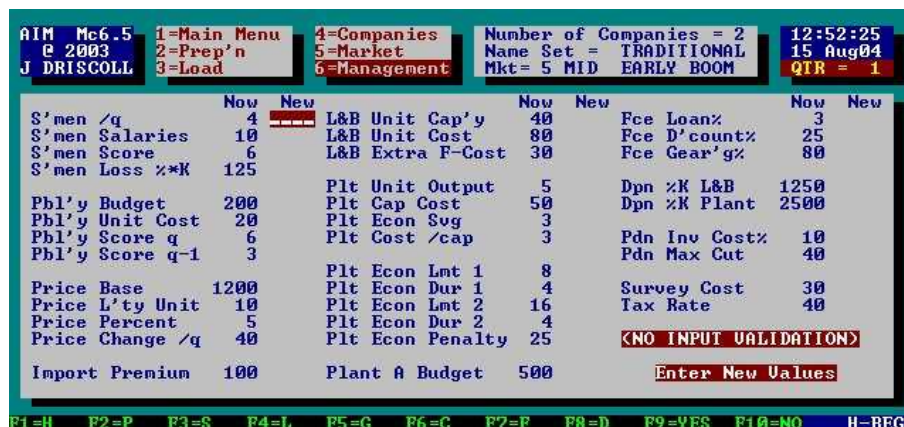 AIM Mc6.5 1=Main Menu 4=Companies Number of Companies = 2 12:52:25
@ 2003 2=Prep'n 5=Market Name Set = TRADITIONAL 15 Aug04
J DRISCOLL 3=Load 6=Management Mkt= 5 MID EARLY BOOM QTR = 1
Now New Now New Now New
S'men /q 4 L&B Unit Cap'y 40 Fce Loan% 3
S'men Salaries 10 L&B Unit Cost 80 Fce D'count% 25
S'men Score 6 L&B Extra F-Cost 30 Fce Gear'g% 80
S'men Loss %*K 125
Plt Unit Output 5 Dpn %K L&B 1250
Pbl'y Budget 200 Plt Cap Cost 50 Dpn %K Plant 2500
Pbl'y Unit Cost 20 Plt Econ Svg 3
Pbl'y Score q 6 Plt Cost /cap 3 Pdn Inv Cost% 10
Pbl'y Score q-1 3 Pdn Max Cut 40
Plt Econ Lmt 1 8
Price Base 1200 Plt Econ Dur 1 4 Survey Cost 30
Price L'ty Unit 10 Plt Econ Lmt 2 16 Tax Rate 40
Price Percent 5 Plt Econ Dur 2 4
Price Change /q 40 Plt Econ Penalty 25 <NO INPUT VALIDATION>
Import Premium 100 Plant A Budget 500 Enter New Values
F1=H F2=P F3=S F4=L F5=G F6=C F7=E F8=D F9=YES F10=NO H-BEG